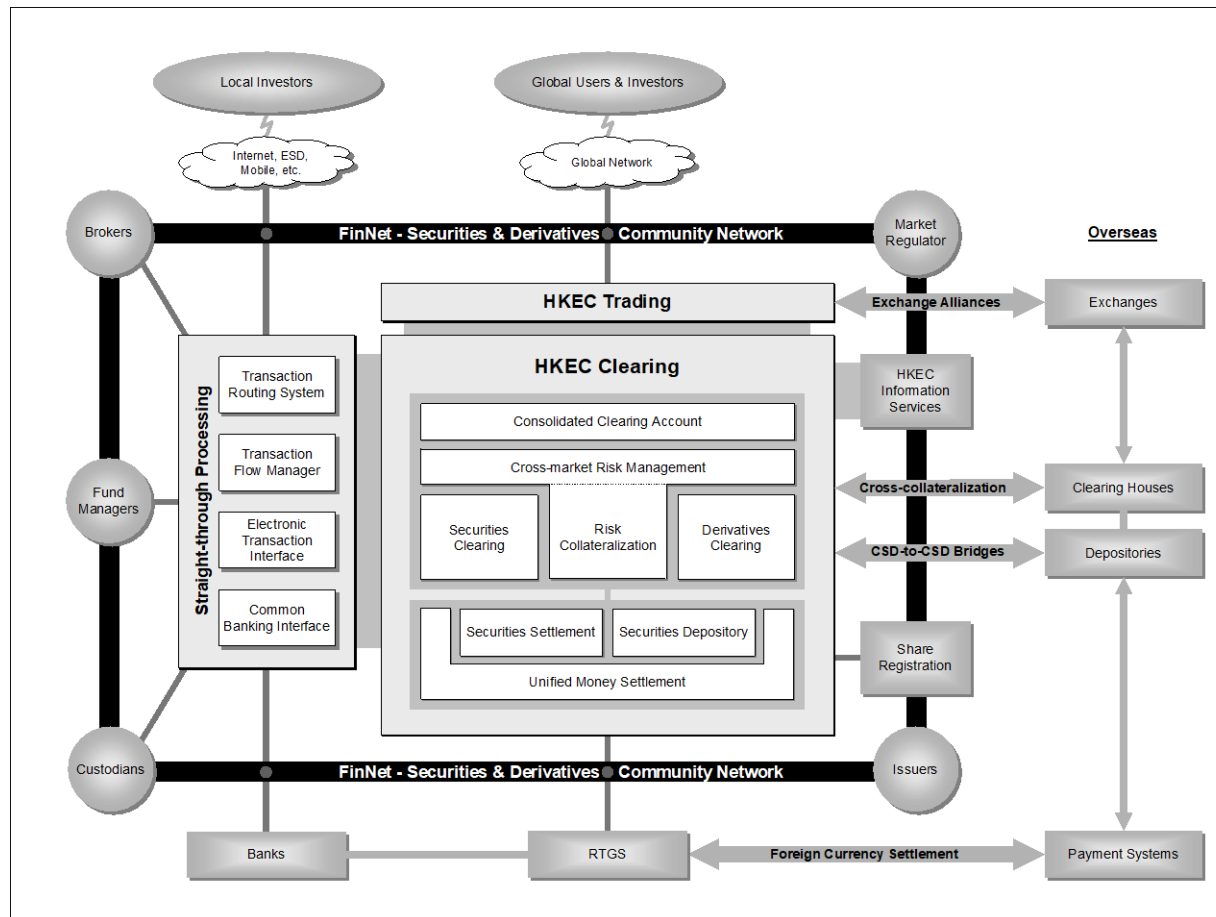 Local Investors
Global Users & Investors
Internet, ESD,
Mobile, etc.
Global Network
Brokers
FinNet - Securities & Derivatives Community Network
Market
Regulator
Overseas
HKEC Trading
Exchange Alliances
Exchanges
Straight-through Processing
Transaction
Routing System
Transaction
Flow Manager
Electronic
Transaction
Interface
Common
Banking Interface
HKEC Clearing
Consolidated Clearing Account
Cross-market Risk Management
Securities
Clearing
Risk
Collateralization
Derivatives
Clearing
Securities Settlement
Securities Depository
Unified Money Settlement
HKEC
Information
Services
Fund
Managers
Cross-collateralization
Clearing Houses
CSD-to-CSD Bridges
Depositories
Share
Registration
Custodians
FinNet - Securities & Derivatives Community Network
Issuers
Banks
RTGS
Foreign Currency Settlement
Payment Systems